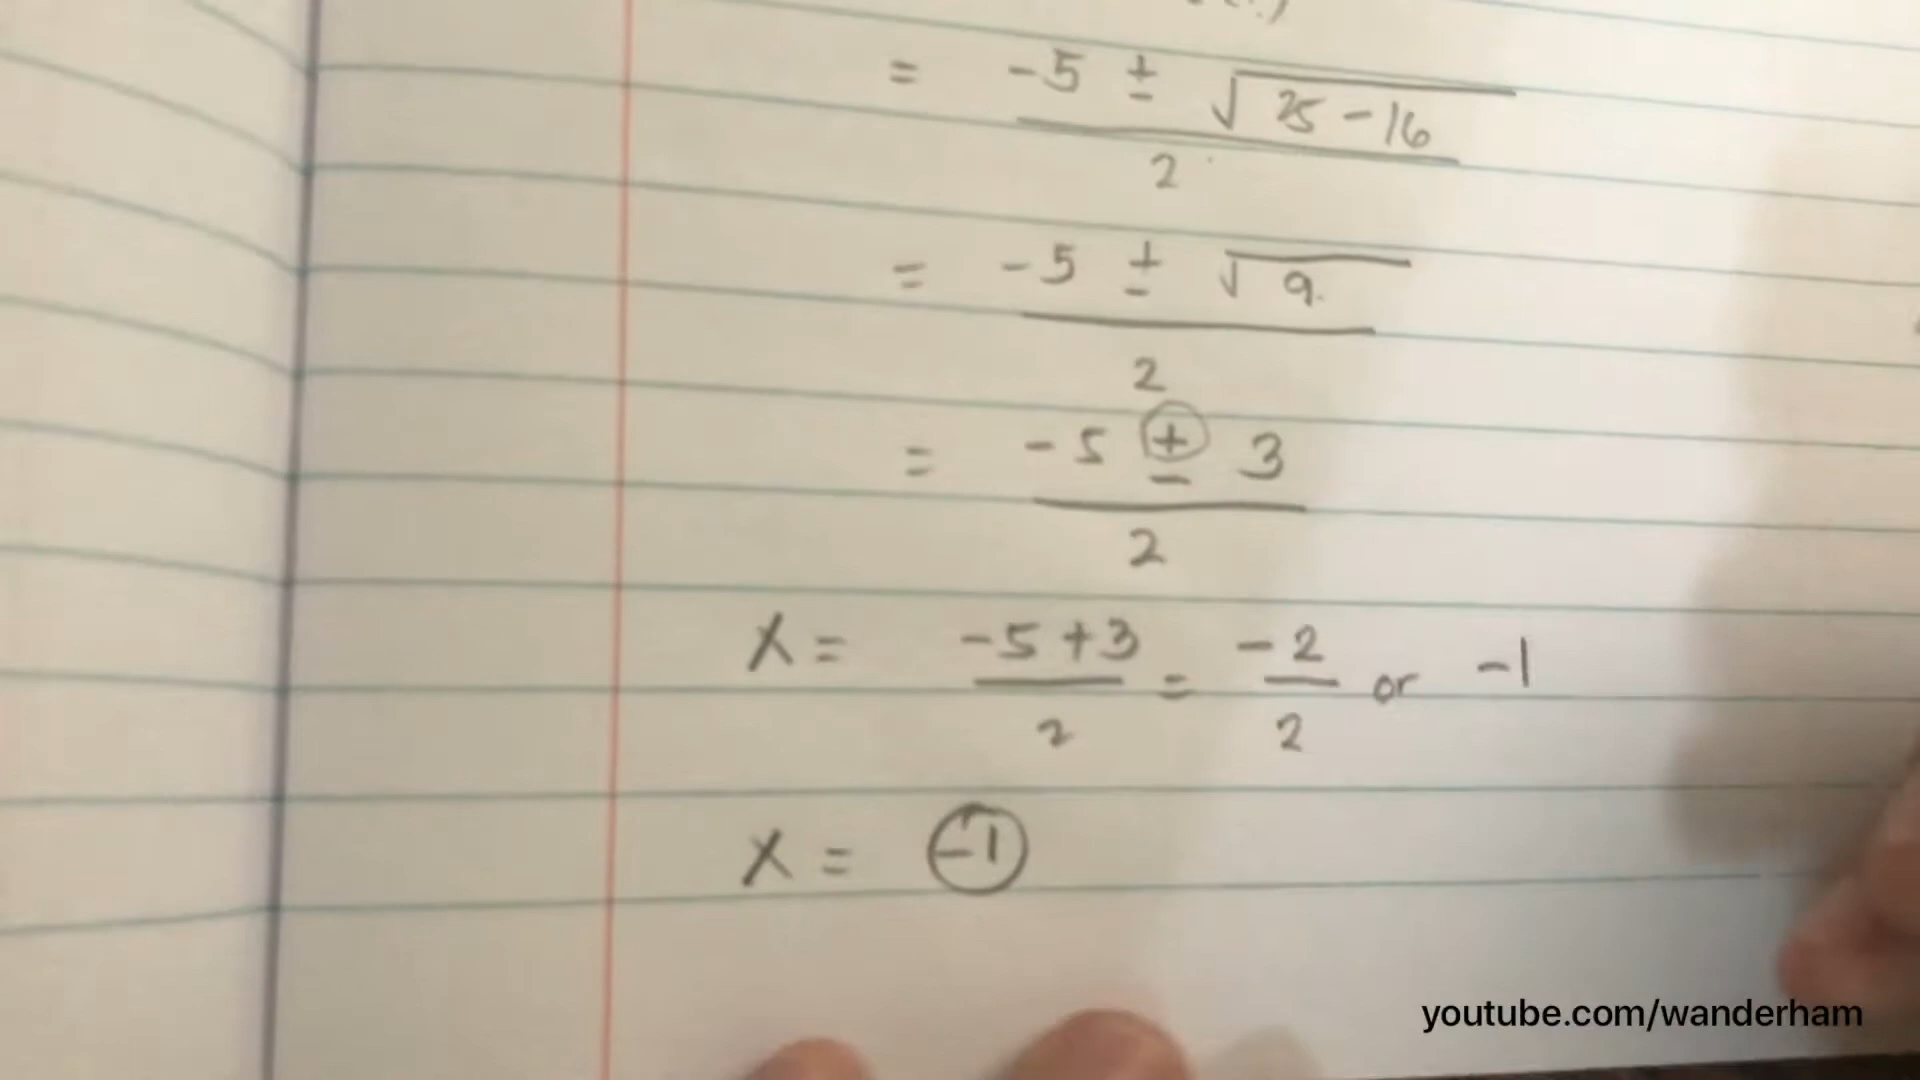 = -5 ± √25-16
2
= -5 ± √9
2
= -5 ± 3
2
X = -5+3 = -2 or -1
2 2
X = -1
youtube.com/wanderham